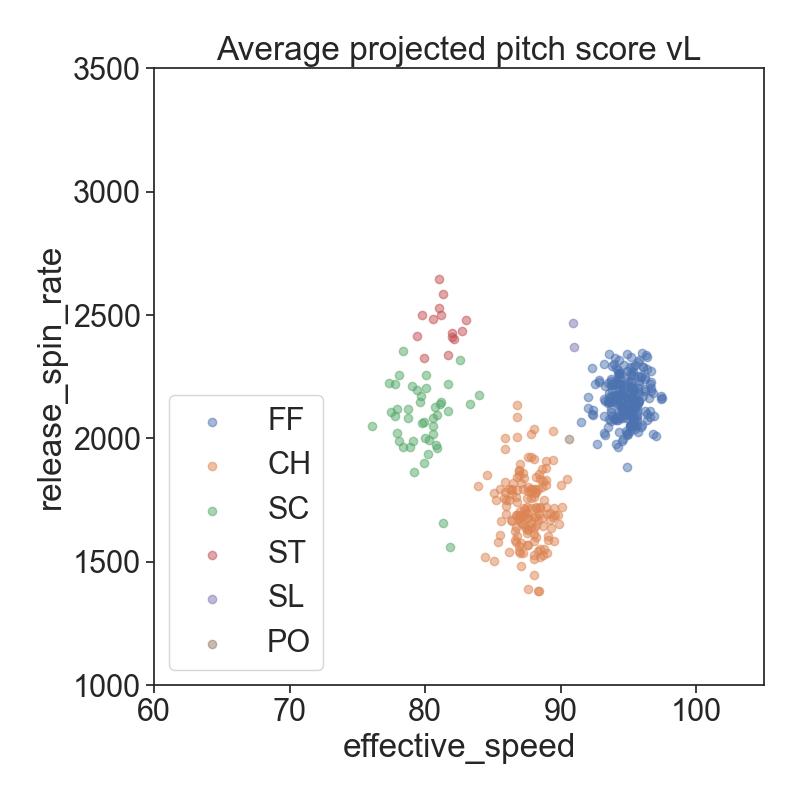 Average projected pitch score vL
release_spin_rate
3500
3000
2500
2000
1500
1000
FF
CH
SC
ST
SL
PO
60 70 80 90 100
effective_speed